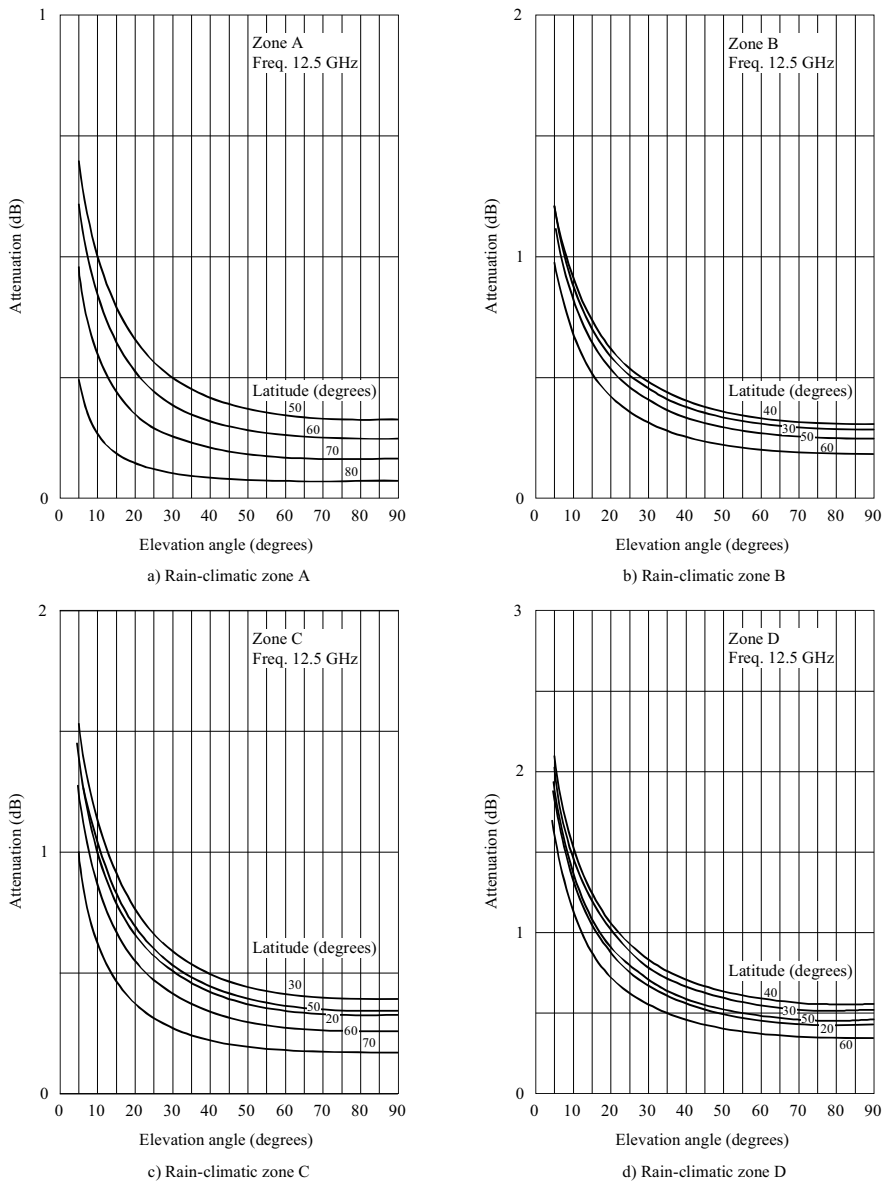 1
Zone A
Freq. 12.5 GHz
Attenuation (dB)
Latitude (degrees)
50
60
70
80
0
0 10 20 30 40 50 60 70 80 90
Elevation angle (degrees)
a) Rain-climatic zone A
2
Zone B
Freq. 12.5 GHz
1
Attenuation (dB)
Latitude (degrees)
40
30
50
60
0
0 10 20 30 40 50 60 70 80 90
Elevation angle (degrees)
b) Rain-climatic zone B
2
Zone C
Freq. 12.5 GHz
1
Attenuation (dB)
Latitude (degrees)
30
50
20
60
70
0
0 10 20 30 40 50 60 70 80 90
Elevation angle (degrees)
c) Rain-climatic zone C
3
Zone D
Freq. 12.5 GHz
2
Attenuation (dB)
1
Latitude (degrees)
40
30
50
20
60
0
0 10 20 30 40 50 60 70 80 90
Elevation angle (degrees)
d) Rain-climatic zone D